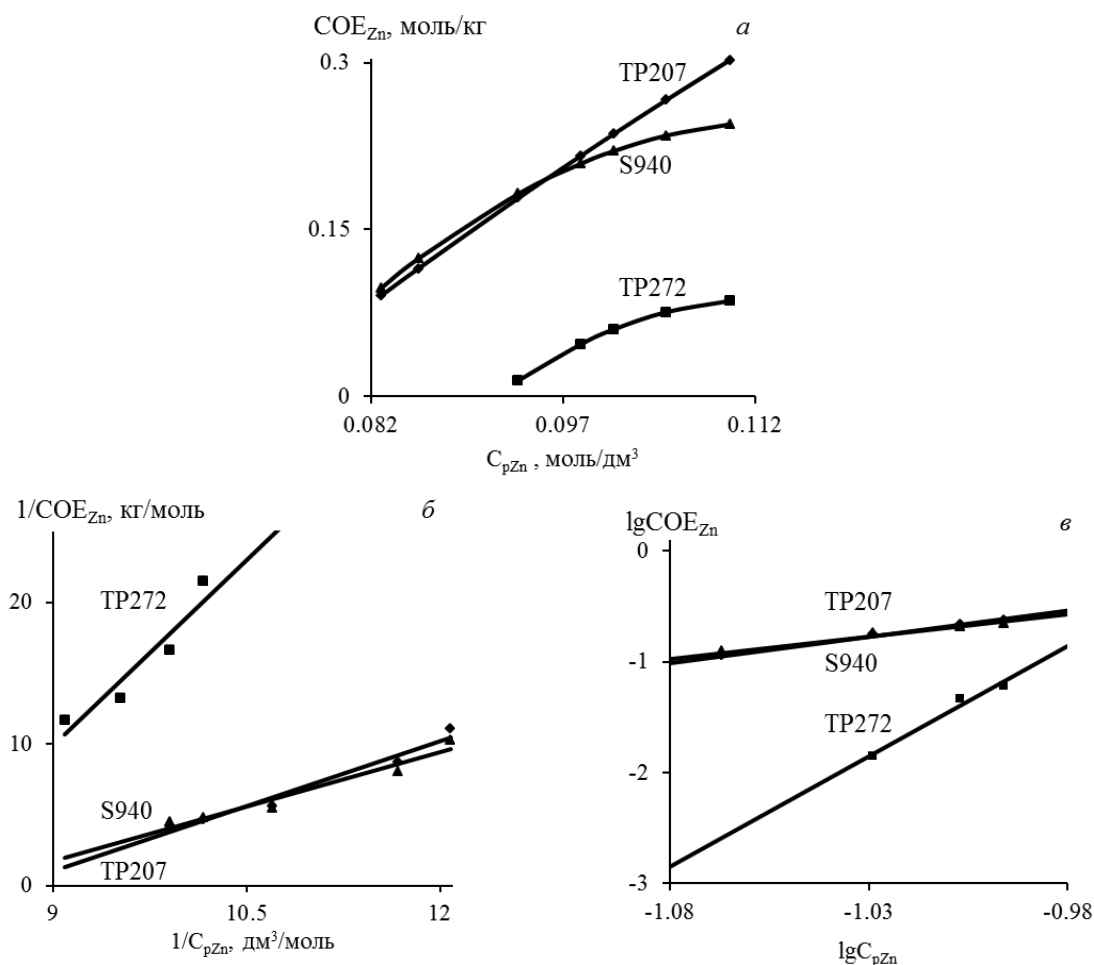 COE_Zn, моль/кг
а
0.3
TP207
S940
0.15
TP272
0
0.082
0.097
0.112
C_pZn , моль/дм³
1/COE_Zn, кг/моль
б
20
TP272
10
S940
TP207
0
9
10.5
12
1/C_pZn, дм³/моль
lgCOE_Zn
в
0
TP207
-1
S940
TP272
-2
-3
-1.08
-1.03
-0.98
lgC_pZn